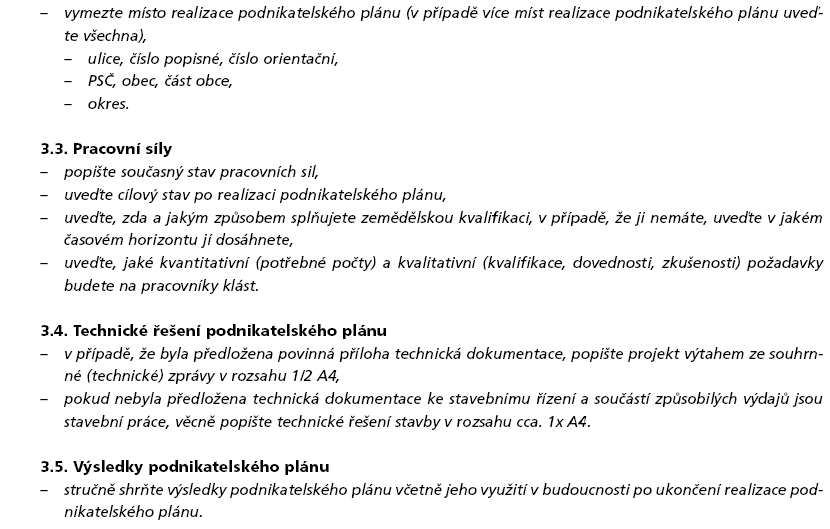 – vymezte místo realizace podnikatelského plánu (v případě více míst realizace podnikatelského plánu uveď-
te všechna),
– ulice, číslo popisné, číslo orientační,
– PSČ, obec, část obce,
– okres.
3.3. Pracovní síly
– popište současný stav pracovních sil,
– uveďte cílový stav po realizaci podnikatelského plánu,
– uveďte, zda a jakým způsobem splňujete zemědělskou kvalifikaci, v případě, že ji nemáte, uveďte v jakém
časovém horizontu jí dosáhnete,
– uveďte, jaké kvantitativní (potřebné počty) a kvalitativní (kvalifikace, dovednosti, zkušenosti) požadavky
budete na pracovníky klást.
3.4. Technické řešení podnikatelského plánu
– v případě, že byla předložena povinná příloha technická dokumentace, popište projekt výtahem ze souhrn-
né (technické) zprávy v rozsahu 1/2 A4,
– pokud nebyla předložena technická dokumentace ke stavebnímu řízení a součástí způsobilých výdajů jsou
stavební práce, věcně popište technické řešení stavby v rozsahu cca. 1x A4.
3.5. Výsledky podnikatelského plánu
– stručně shrňte výsledky podnikatelského plánu včetně jeho využití v budoucnosti po ukončení realizace pod-
nikatelského plánu.